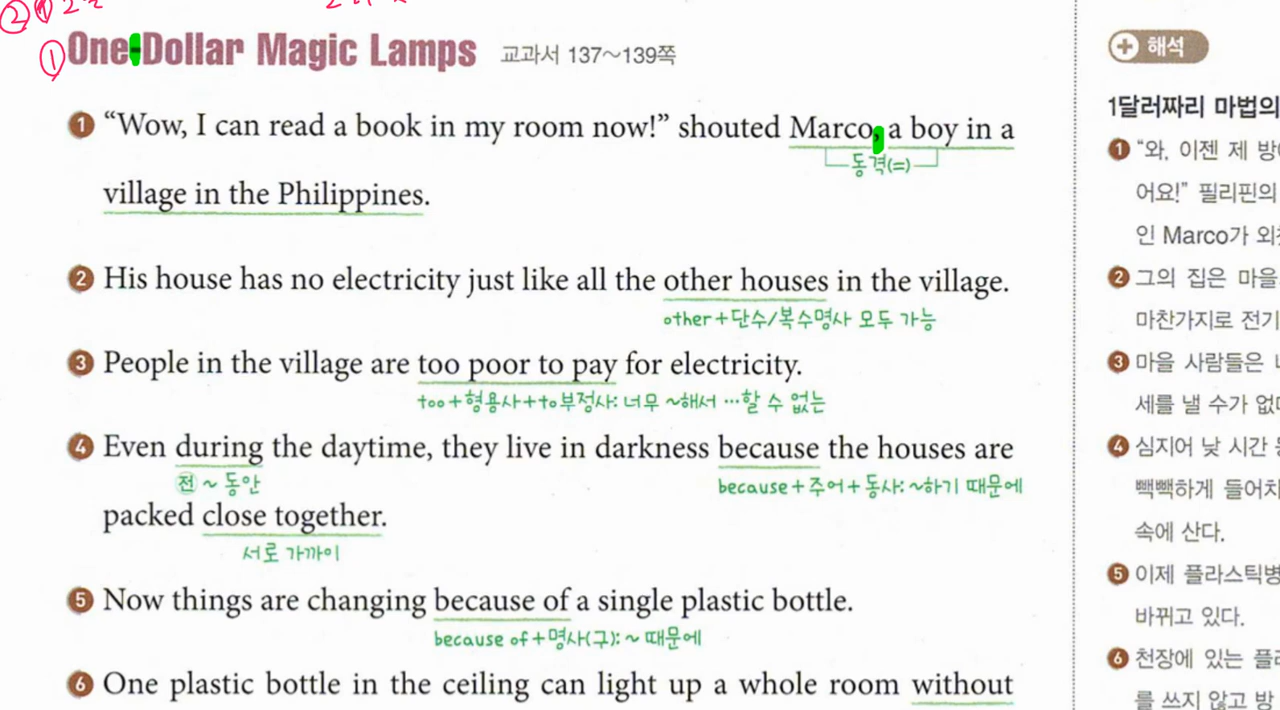 One-Dollar Magic Lamps 교과서 137~139쪽
① "Wow, I can read a book in my room now!" shouted Marco, a boy in a
동격(=)
village in the Philippines.
② His house has no electricity just like all the other houses in the village.
other+단수/복수명사 모두 가능
③ People in the village are too poor to pay for electricity.
too+형용사+to부정사: 너무 ~해서 …할 수 없는
④ Even during the daytime, they live in darkness because the houses are
전 ~ 동안
because+주어+동사: ~하기 때문에
packed close together.
서로 가까이
⑤ Now things are changing because of a single plastic bottle.
because of+명사(구): ~ 때문에
⑥ One plastic bottle in the ceiling can light up a whole room without
해석
1달러짜리 마법의
① "와, 이젠 제 방
어요!" 필리핀의
인 Marco가
② 그의 집은 마을
마찬가지로 전기
③ 마을 사람들은
세를 낼 수가
④ 심지어 낮 시간
빽빽하게 들어
속에 산다.
⑤ 이제 플라스틱병
바뀌고 있다.
⑥ 천장에 있는
를 쓰지 않고 방